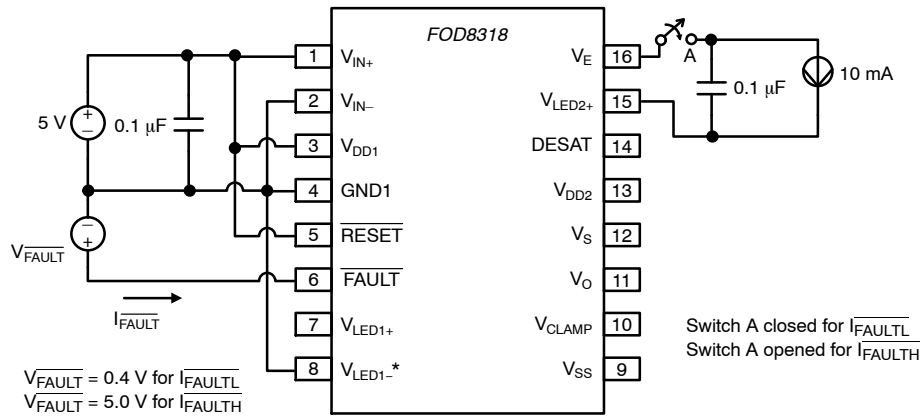 FOD8318
1 V_IN+
2 V_IN–
3 V_DD1
4 GND1
5 RESET
6 FAULT
7 V_LED1+
8 V_LED1–*
V_E 16
V_LED2+ 15
DESAT 14
V_DD2 13
V_S 12
V_O 11
V_CLAMP 10
V_SS 9
5 V
+
–
0.1 μF
–
+
V_FAULT
I_FAULT
A
0.1 μF
10 mA
Switch A closed for I_FAULTL
Switch A opened for I_FAULTH
V_FAULT = 0.4 V for I_FAULTL
V_FAULT = 5.0 V for I_FAULTH